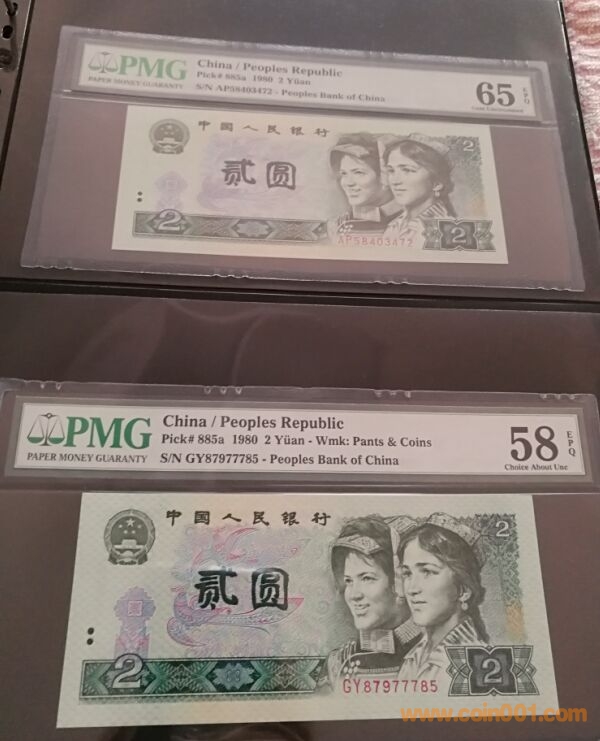 PMG
PAPER MONEY GUARANTY
China / Peoples Republic
Pick# 885a 1980 2 Yüan
S/N AP58403472 - Peoples Bank of China
65 EPQ
Gem Uncirculated
中国人民银行
贰圆
2
2
AP58403472
2
PMG
PAPER MONEY GUARANTY
China / Peoples Republic
Pick# 885a 1980 2 Yüan - Wmk: Pants & Coins
S/N GY87977785 - Peoples Bank of China
58 EPQ
Choice About Unc
中国人民银行
贰圆
2
2
GY87977785
2
www.coin001.com